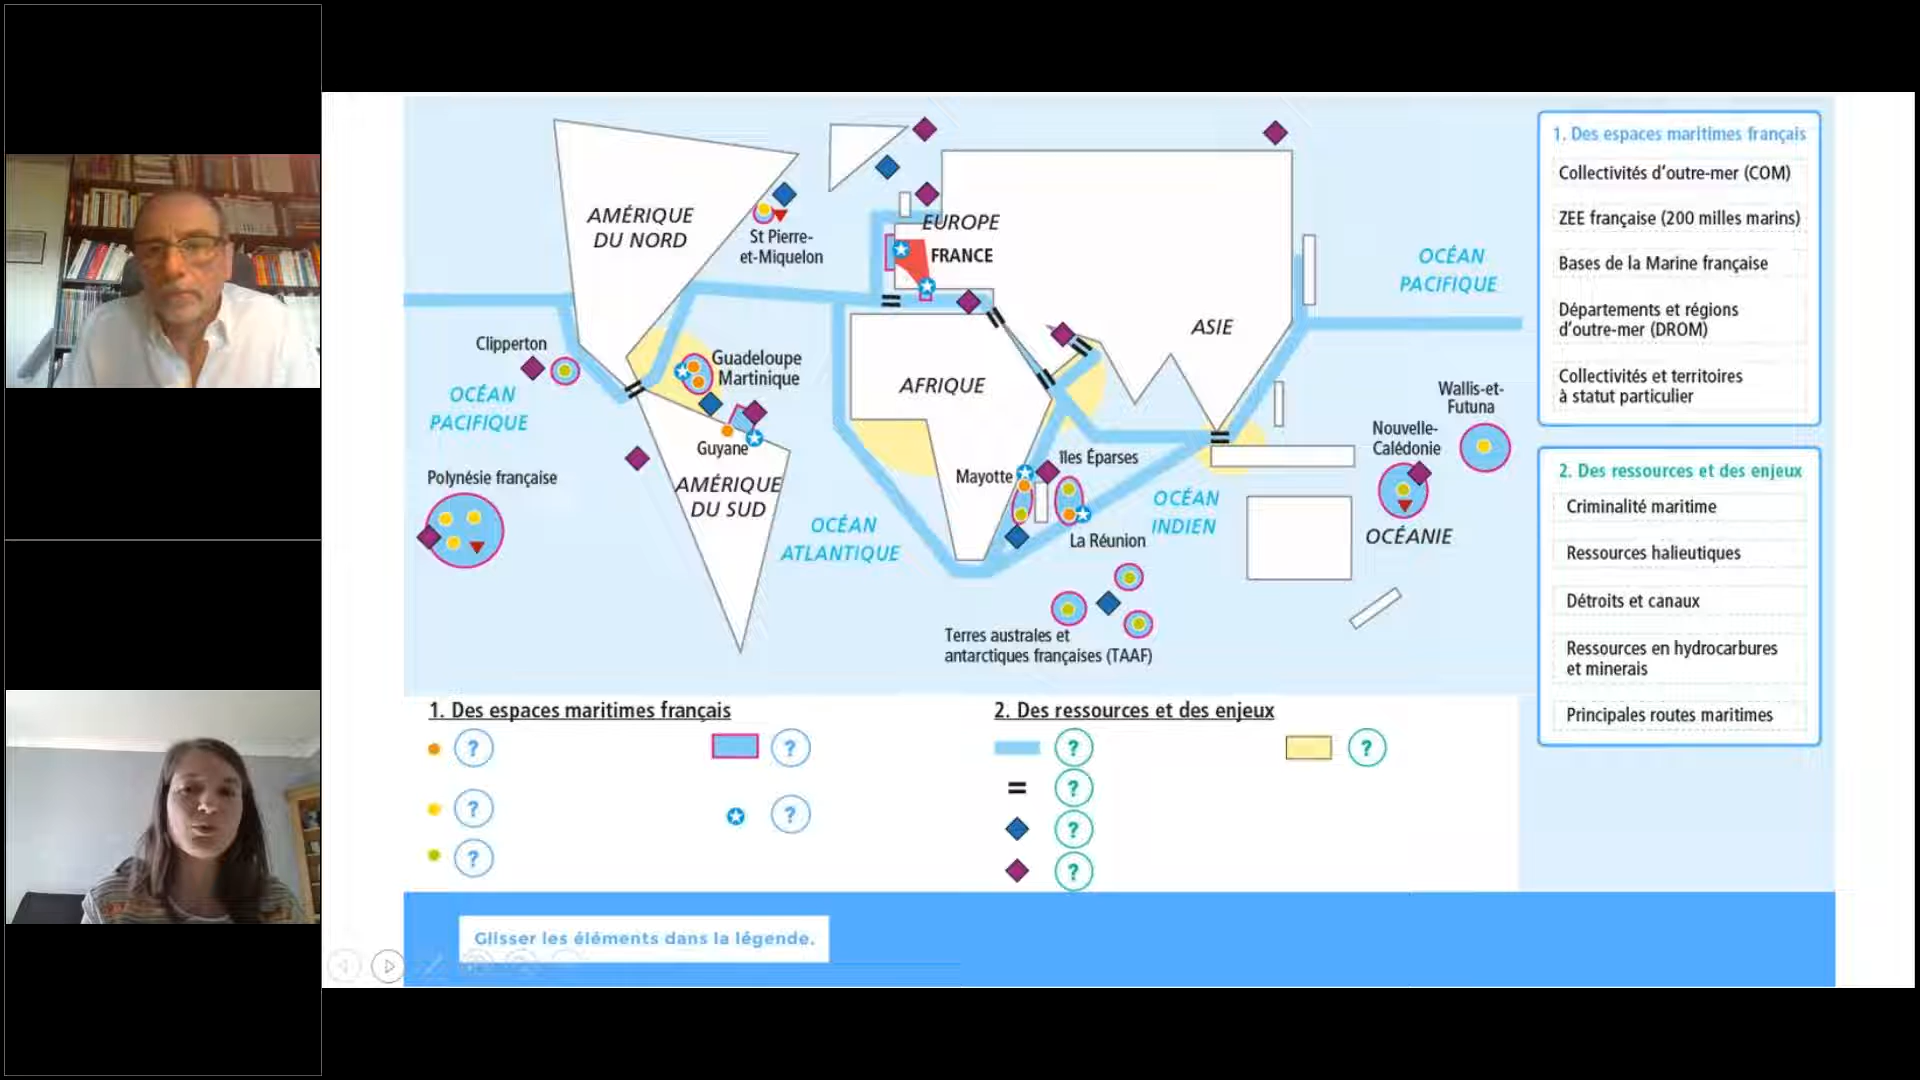 AMÉRIQUE
DU NORD
St Pierre-
et-Miquelon
EUROPE
FRANCE
OCÉAN
PACIFIQUE
ASIE
Clipperton
Guadeloupe
Martinique
AFRIQUE
OCÉAN
PACIFIQUE
Wallis-et-
Futuna
Nouvelle-
Calédonie
Guyane
Îles Éparses
Mayotte
Polynésie française
AMÉRIQUE
DU SUD
OCÉAN
INDIEN
OCÉAN
ATLANTIQUE
La Réunion
OCÉANIE
Terres australes et
antarctiques françaises (TAAF)
1. Des espaces maritimes français
?
?
?
?
?
2. Des ressources et des enjeux
?
?
?
?
?
1. Des espaces maritimes français
Collectivités d'outre-mer (COM)
ZEE française (200 milles marins)
Bases de la Marine française
Départements et régions
d'outre-mer (DROM)
Collectivités et territoires
à statut particulier
2. Des ressources et des enjeux
Criminalité maritime
Ressources halieutiques
Détroits et canaux
Ressources en hydrocarbures
et minerais
Principales routes maritimes
Glisser les éléments dans la légende.